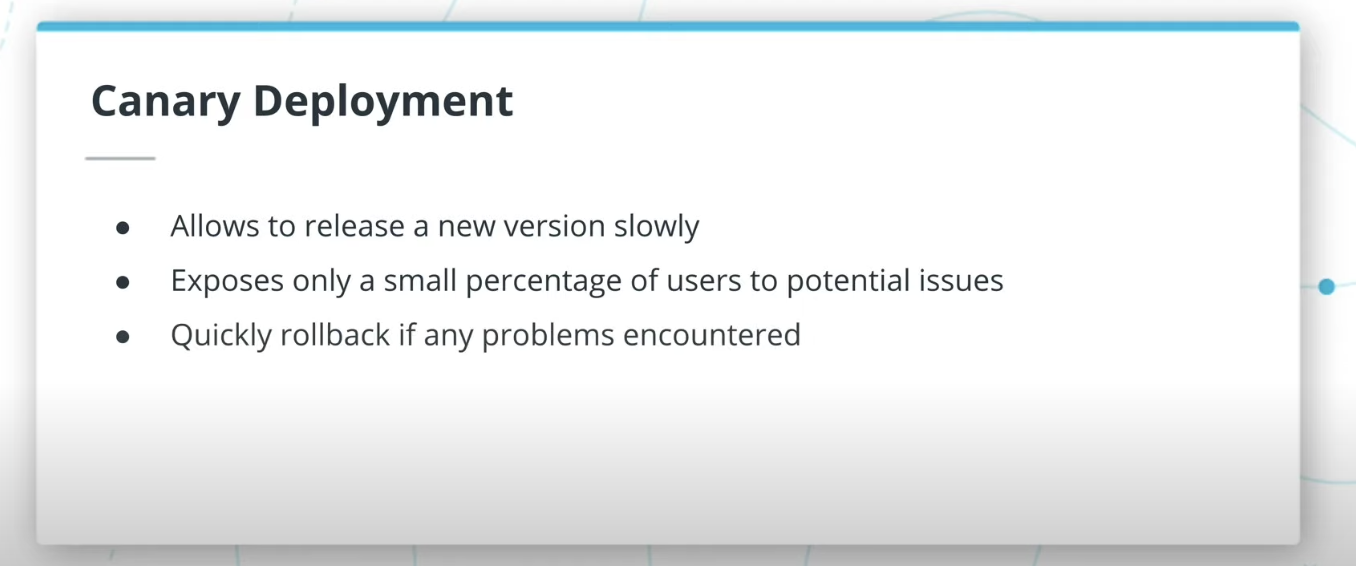 Canary Deployment
● Allows to release a new version slowly
● Exposes only a small percentage of users to potential issues
● Quickly rollback if any problems encountered